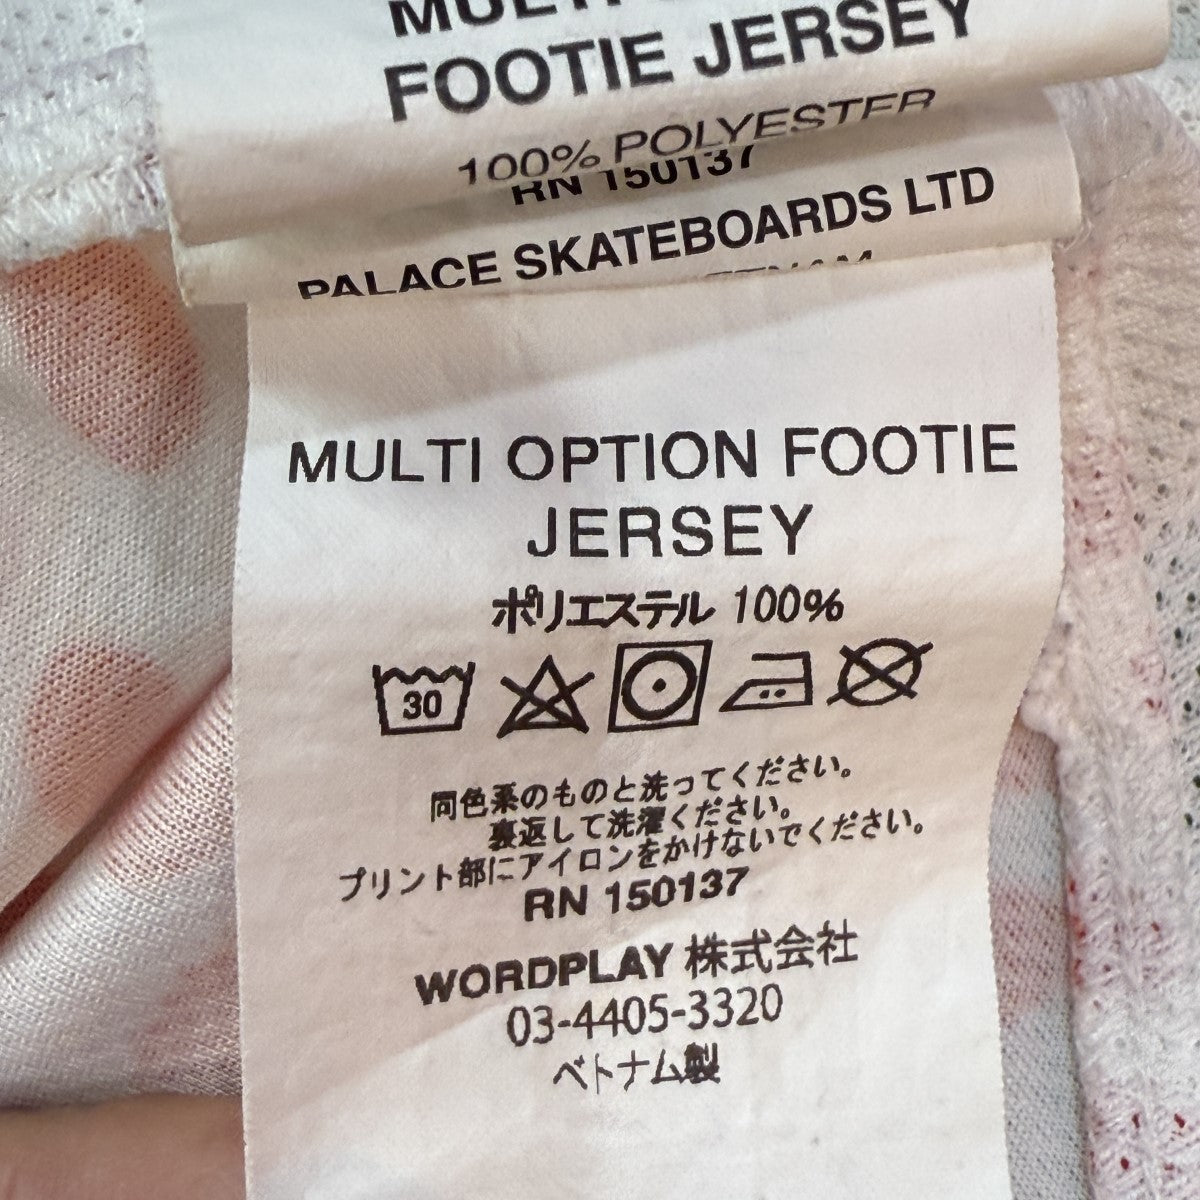 FOOTIE JERSEY
100% POLYESTER
RN 150137
PALACE SKATEBOARDS LTD
MULTI OPTION FOOTIE
JERSEY
ポリエステル 100%
30
同色系のものと洗ってください。
裏返して洗濯ください。
プリント部にアイロンをかけないでください。
RN 150137
WORDPLAY 株式会社
03-4405-3320
ベトナム製